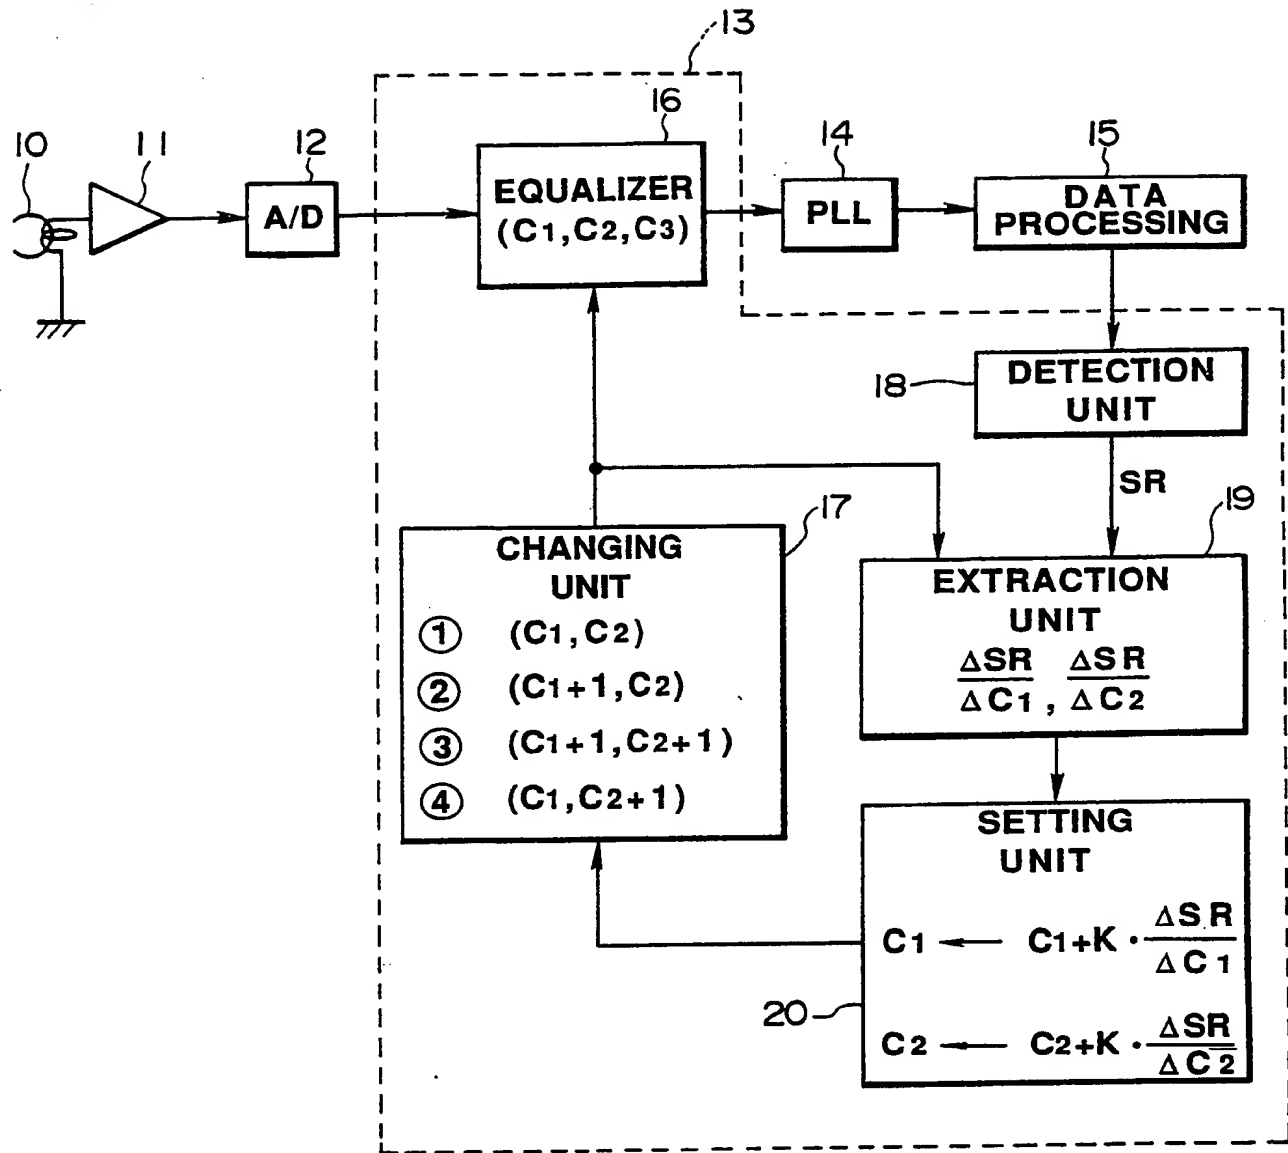 13
16
10
11
12
14
15
A/D
EQUALIZER
(C1,C2,C3)
PLL
DATA
PROCESSING
18
DETECTION
UNIT
SR
17
19
CHANGING
UNIT
① (C1,C2)
② (C1+1,C2)
③ (C1+1,C2+1)
④ (C1,C2+1)
EXTRACTION
UNIT
ΔSR/ΔC1, ΔSR/ΔC2
SETTING
UNIT
C1 ← C1+K·ΔSR/ΔC1
20
C2 ← C2+K·ΔSR/ΔC2